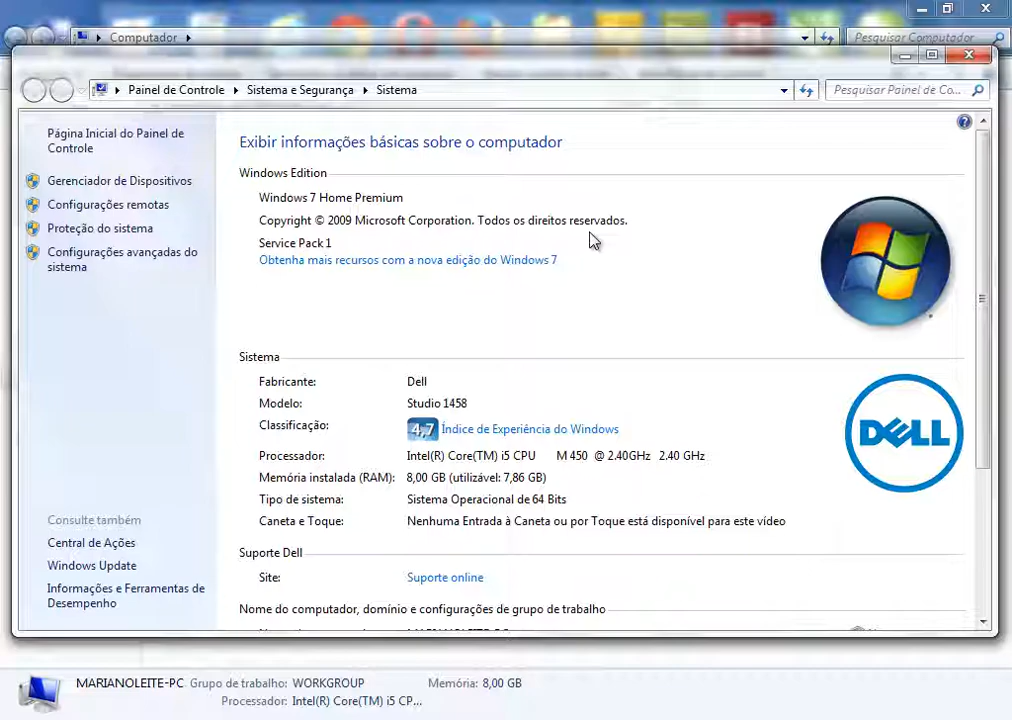 Computador
Pesquisar Computador
Painel de Controle
Sistema e Segurança
Sistema
Pesquisar Painel de Co...
Página Inicial do Painel de
Controle
Gerenciador de Dispositivos
Configurações remotas
Proteção do sistema
Configurações avançadas do
sistema
Consulte também
Central de Ações
Windows Update
Informações e Ferramentas de
Desempenho
Exibir informações básicas sobre o computador
Windows Edition
Windows 7 Home Premium
Copyright © 2009 Microsoft Corporation. Todos os direitos reservados.
Service Pack 1
Obtenha mais recursos com a nova edição do Windows 7
Sistema
Fabricante: Dell
Modelo: Studio 1458
Classificação: 4,7 Índice de Experiência do Windows
Processador: Intel(R) Core(TM) i5 CPU M 450 @ 2.40GHz 2.40 GHz
Memória instalada (RAM): 8,00 GB (utilizável: 7,86 GB)
Tipo de sistema: Sistema Operacional de 64 Bits
Caneta e Toque: Nenhuma Entrada à Caneta ou por Toque está disponível para este vídeo
DELL
Suporte Dell
Site: Suporte online
Nome do computador, domínio e configurações de grupo de trabalho
MARIANOLEITE-PC Grupo de trabalho: WORKGROUP Memória: 8,00 GB
Processador: Intel(R) Core(TM) i5 CP...